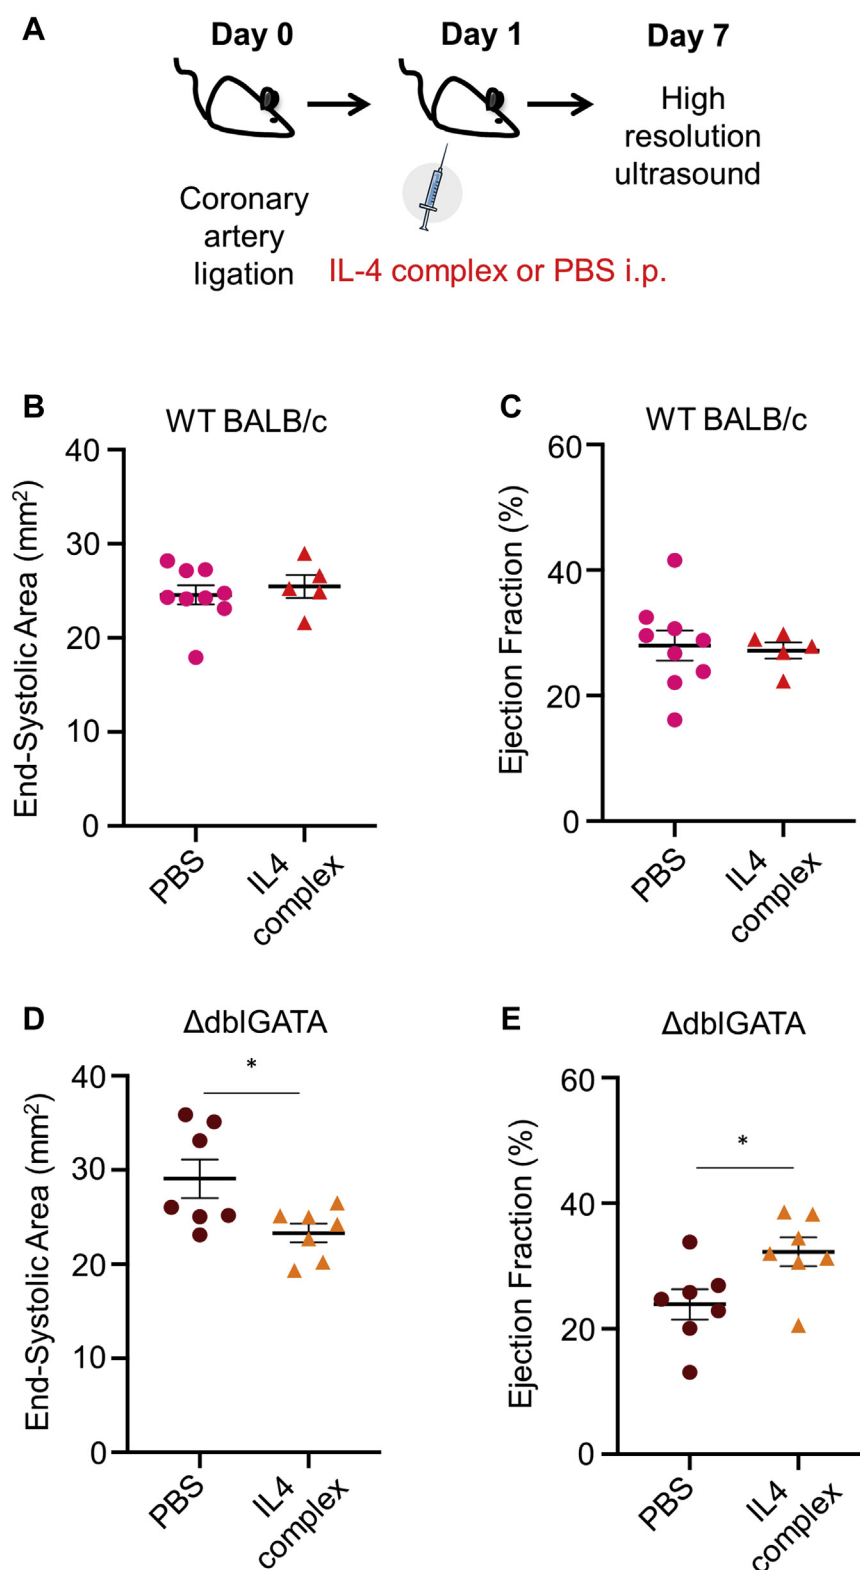 A
Day 0
Day 1
Day 7
Coronary
artery
ligation
IL-4 complex or PBS i.p.
High
resolution
ultrasound
B
WT BALB/c
End-Systolic Area (mm²)
40
30
20
10
0
PBS
IL4
complex
C
WT BALB/c
Ejection Fraction (%)
60
40
20
0
PBS
IL4
complex
D
ΔdblGATA
*
End-Systolic Area (mm²)
40
30
20
10
0
PBS
IL4
complex
E
ΔdblGATA
*
Ejection Fraction (%)
60
40
20
0
PBS
IL4
complex